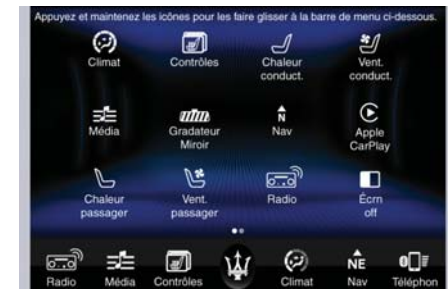 Appuyez et maintenez les icônes pour les faire glisser à la barre de menu ci-dessous.
Climat Contrôles Chaleur conduct. Vent. conduct.
Média Gradateur Miroir N Nav Apple CarPlay
Chaleur passager Vent. passager Radio Écrn off
Radio Média Contrôles Climat NE Nav Téléphon